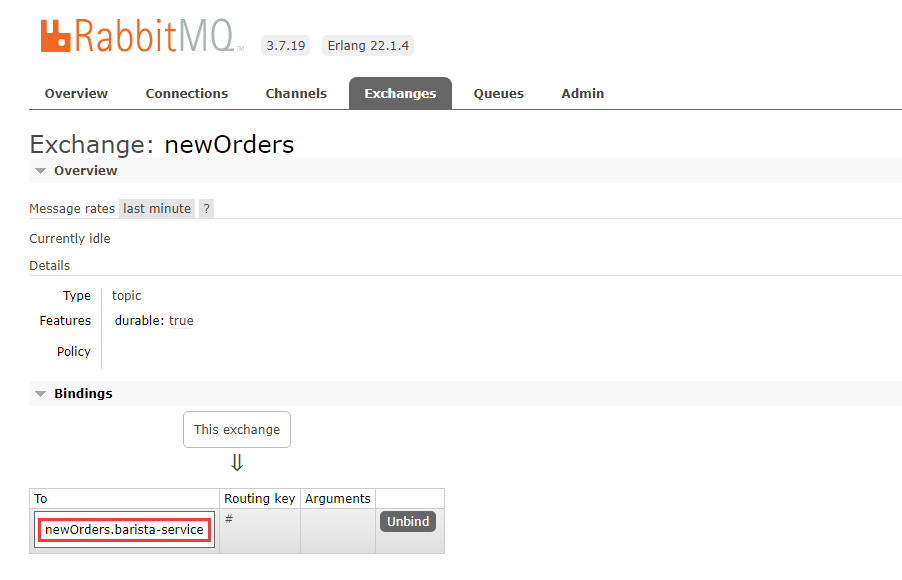 RabbitMQ TM 3.7.19 Erlang 22.1.4
Overview Connections Channels Exchanges Queues Admin
Exchange: newOrders
Overview
Message rates last minute ?
Currently idle
Details
Type topic
Features durable: true
Policy
Bindings
This exchange
⇓
To Routing key Arguments
newOrders.barista-service # Unbind